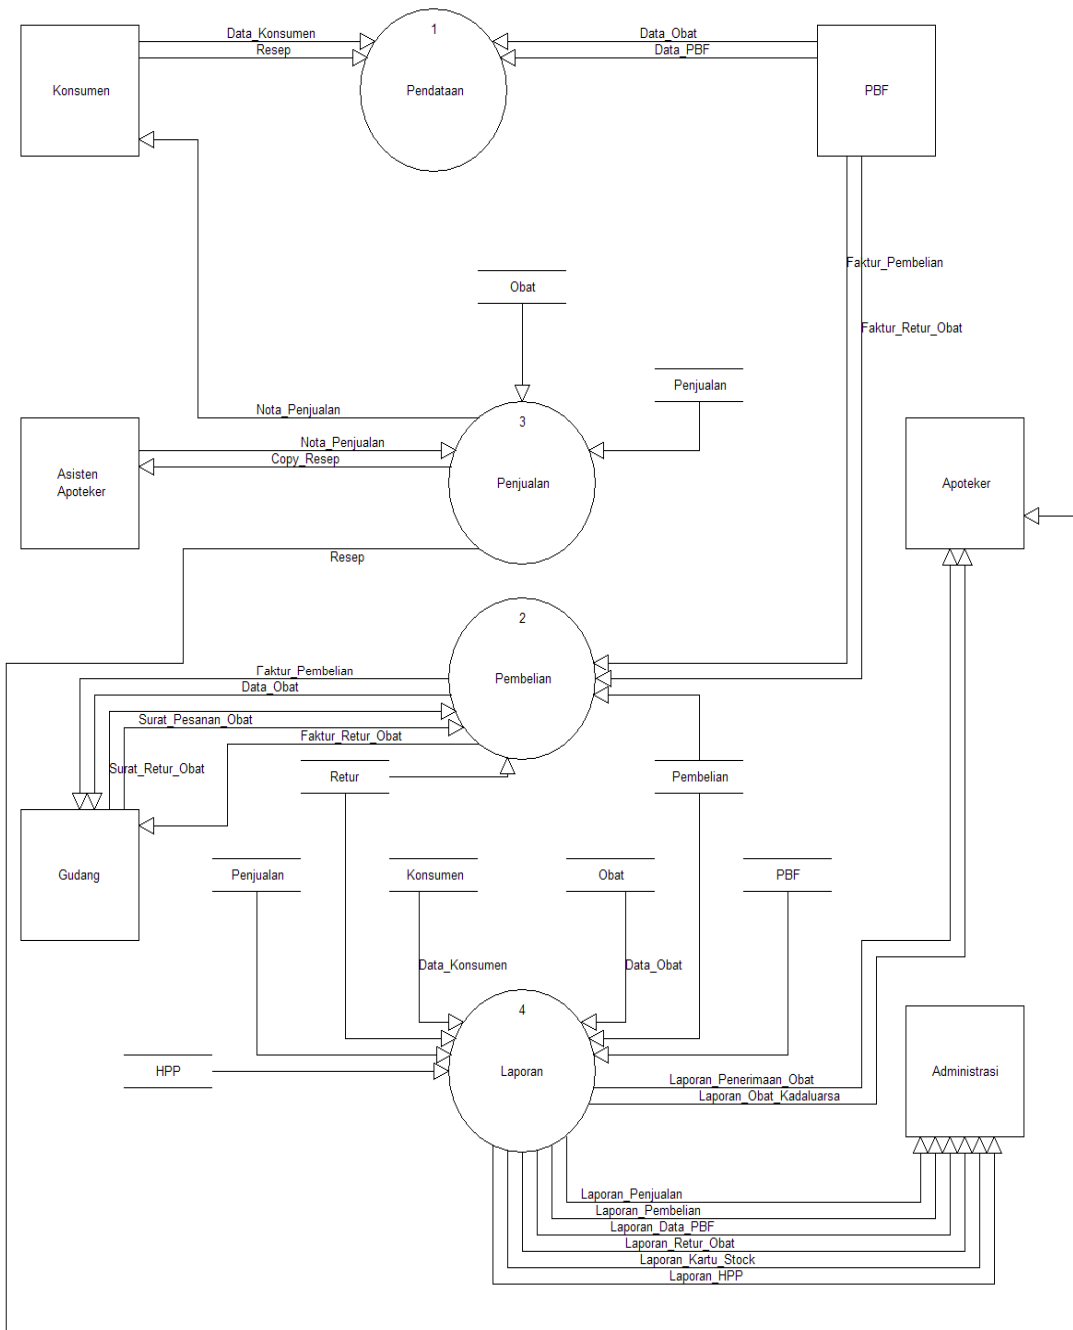 1
Data_Konsumen
Data_Obat
Resep
Data_PBF
Konsumen
Pendataan
PBF
Faktur_Pembelian
Obat
Faktur_Retur_Obat
Penjualan
Nota_Penjualan
3
Nota_Penjualan
Copy_Resep
Asisten
Apoteker
Penjualan
Apoteker
Resep
2
Faktur_Pembelian
Pembelian
Data_Obat
Surat_Pesanan_Obat
Faktur_Retur_Obat
Surat_Retur_Obat
Retur
Pembelian
Gudang
Penjualan
Konsumen
Obat
PBF
Data_Konsumen
Data_Obat
4
HPP
Laporan
Laporan_Penerimaan_Obat
Administrasi
Laporan_Obat_Kadaluarsa
Laporan_Penjualan
Laporan_Pembelian
Laporan_Data_PBF
Laporan_Retur_Obat
Laporan_Kartu_Stock
Laporan_HPP